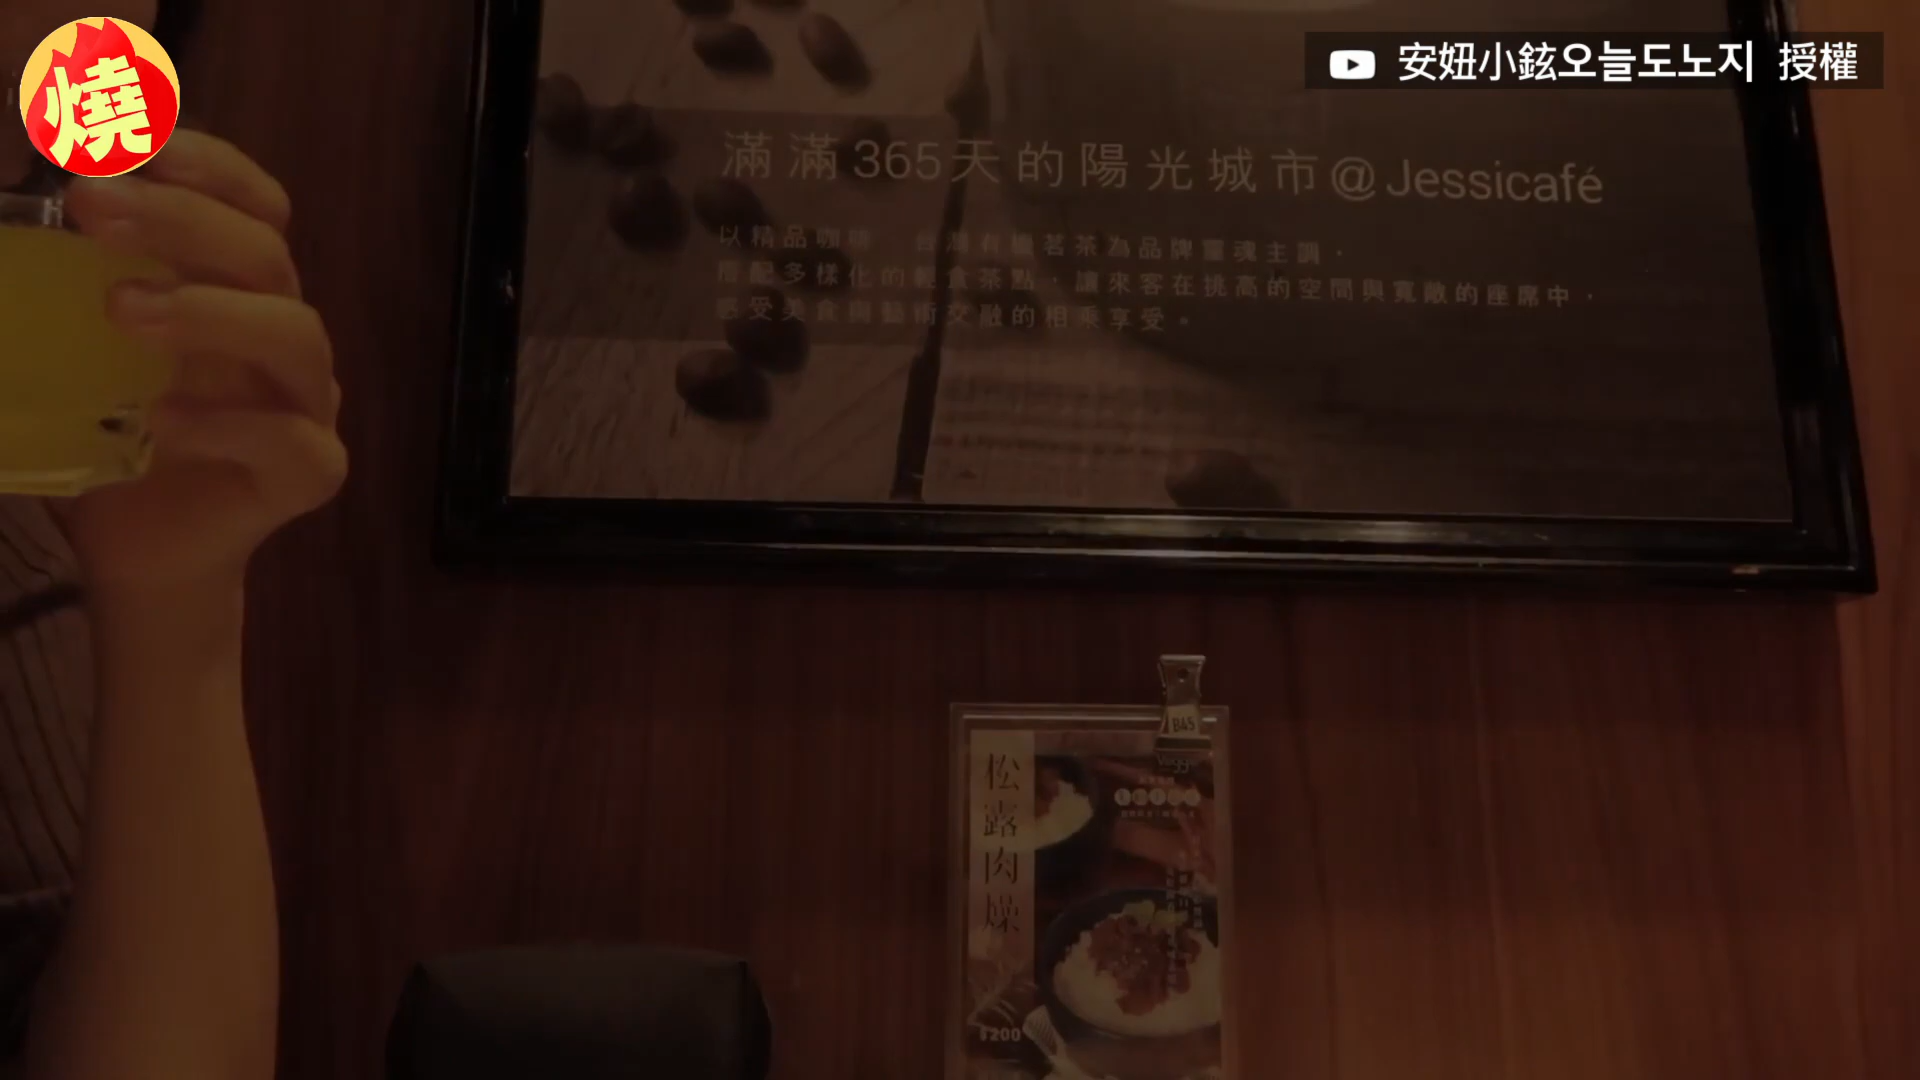 燒
安妞小鉉오늘도노지 授權
滿滿365天的陽光城市@Jessicafé
以精品咖啡 台灣有機茗茶為品牌靈魂主調，
搭配多樣化的輕食茶點，讓來客在挑高的空間與寬敞的座席中，
感受美食與藝術交融的相乘享受。
B45
Veggie
松露肉燥
$200